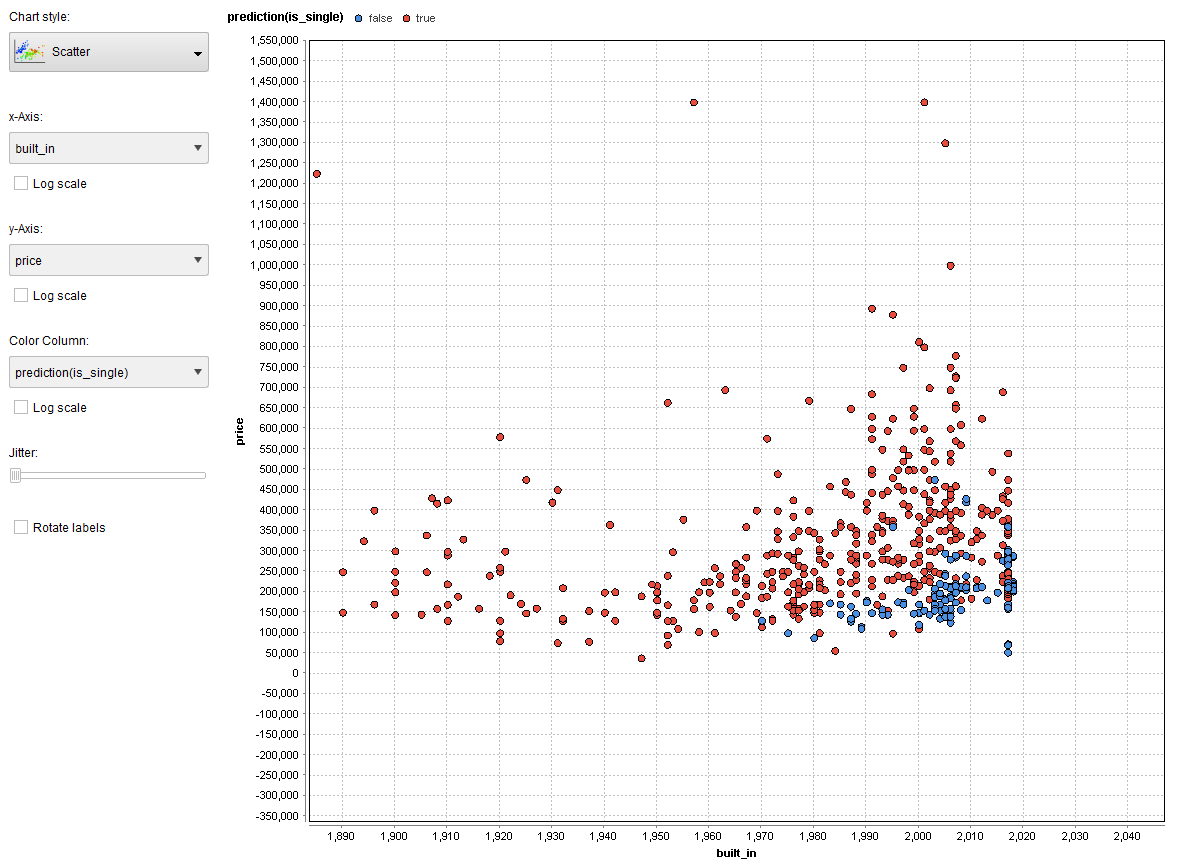 Chart style:
Scatter
x-Axis:
built_in
Log scale
y-Axis:
price
Log scale
Color Column:
prediction(is_single)
Log scale
Jitter:
Rotate labels
prediction(is_single) false true
1,550,000
1,500,000
1,450,000
1,400,000
1,350,000
1,300,000
1,250,000
1,200,000
1,150,000
1,100,000
1,050,000
1,000,000
950,000
900,000
850,000
800,000
750,000
700,000
650,000
600,000
550,000
500,000
450,000
400,000
350,000
300,000
250,000
200,000
150,000
100,000
50,000
0
-50,000
-100,000
-150,000
-200,000
-250,000
-300,000
-350,000
price
1,890 1,900 1,910 1,920 1,930 1,940 1,950 1,960 1,970 1,980 1,990 2,000 2,010 2,020 2,030 2,040
built_in